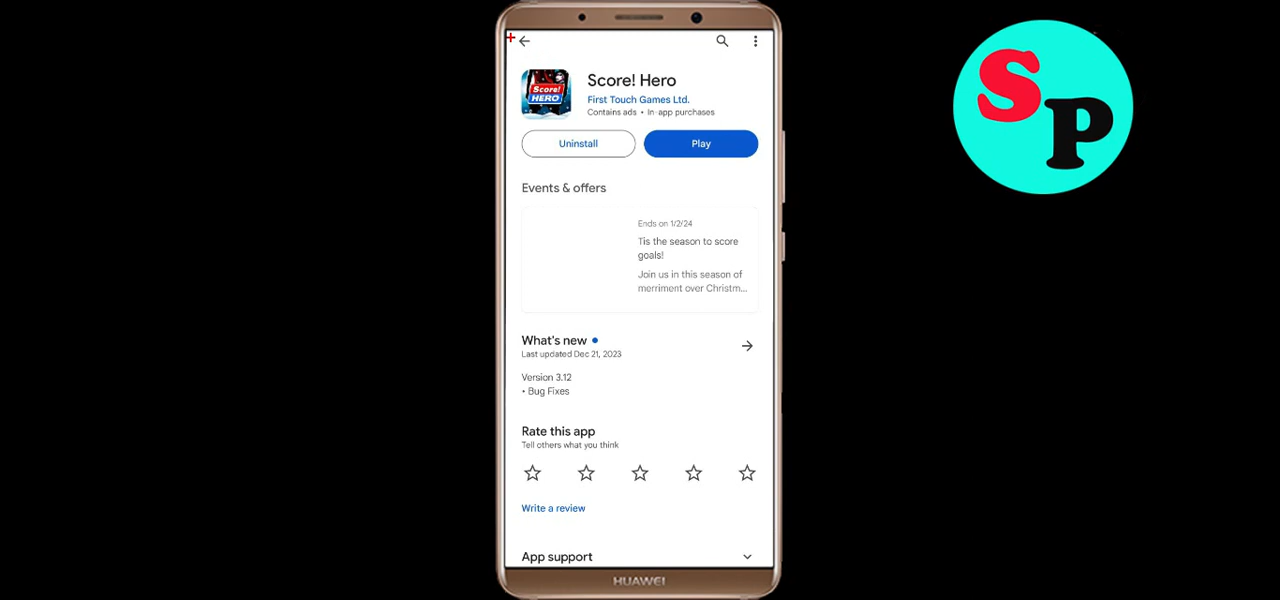 Score! Hero
Score!
HERO
First Touch Games Ltd.
Contains ads • In-app purchases
Uninstall
Play
Events & offers
Ends on 1/2/24
Tis the season to score
goals!
Join us in this season of
merriment over Christm...
What's new
Last updated Dec 21, 2023
Version 3.12
• Bug Fixes
Rate this app
Tell others what you think
Write a review
App support
HUAWEI
SP